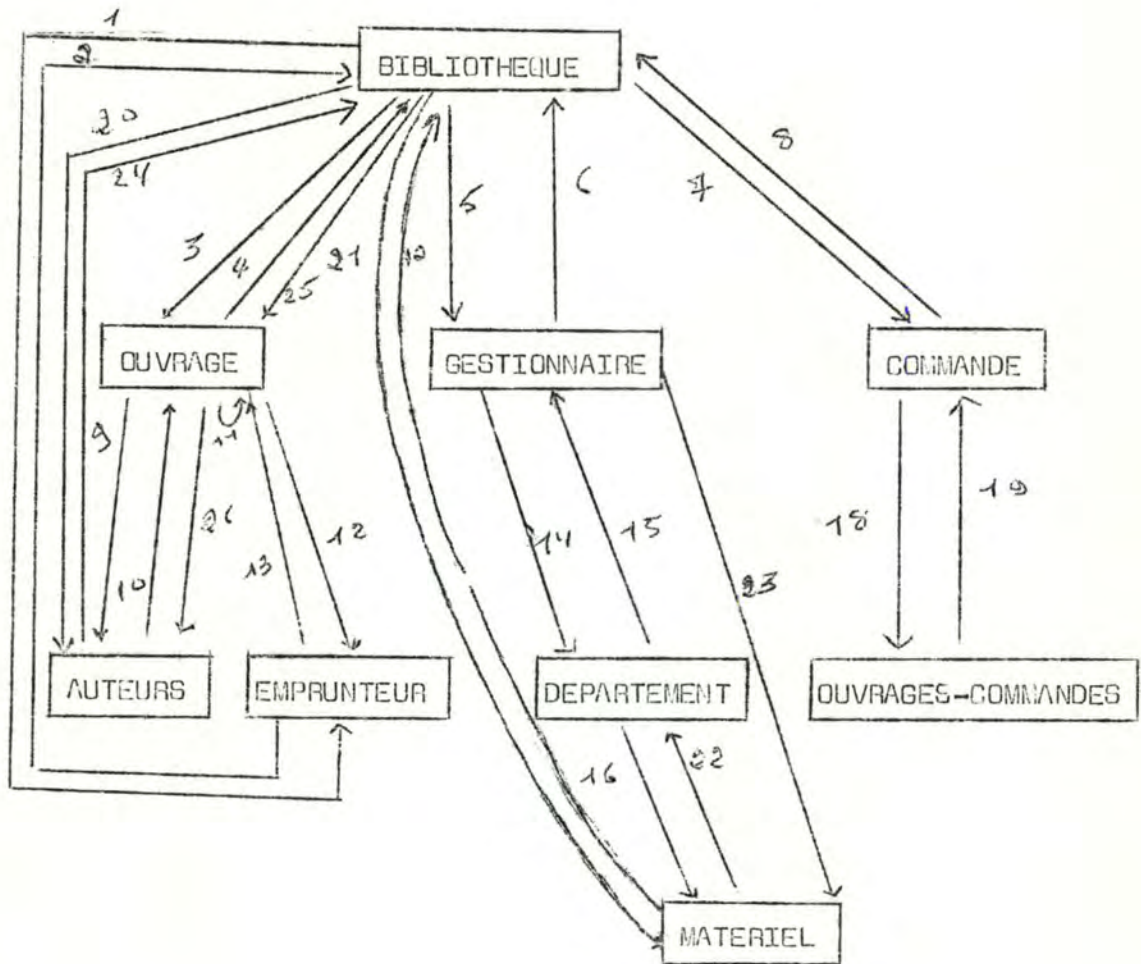 1
2
BIBLIOTHEQUE
20
24
8
7
5
6
3
4
21
25
OUVRAGE
GESTIONNAIRE
COMMANDE
9
11
10
26
13
12
14
15
23
18
19
AUTEURS
EMPRUNTEUR
DEPARTEMENT
OUVRAGES-COMMANDES
16
22
MATERIEL